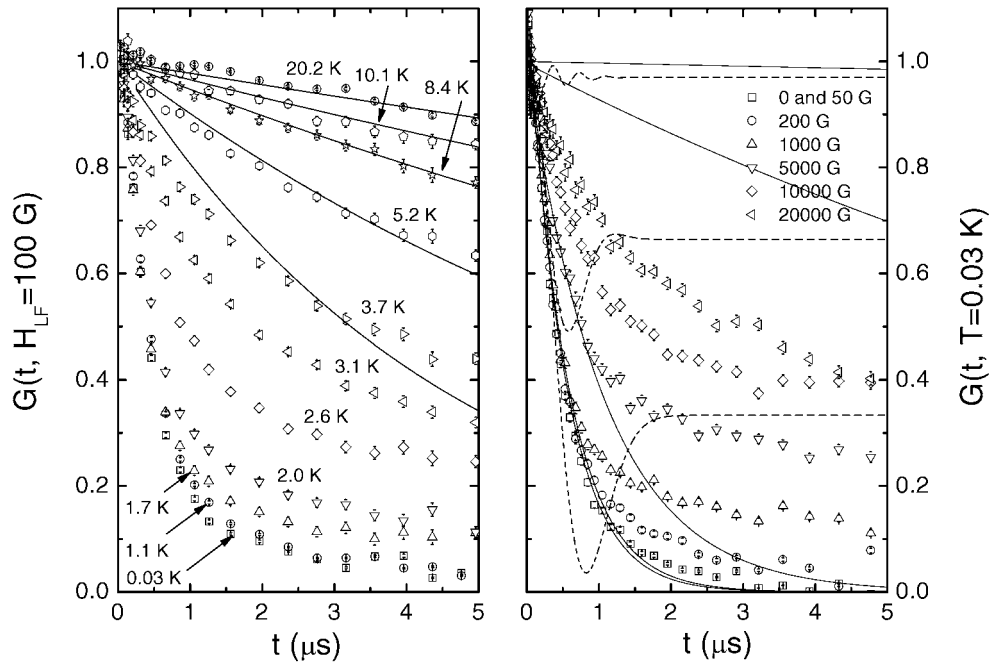 G(t, H_LF=100 G)
1.0
0.8
0.6
0.4
0.2
0.0
20.2 K
10.1 K
8.4 K
5.2 K
3.7 K
3.1 K
2.6 K
2.0 K
1.7 K
1.1 K
0.03 K
0 1 2 3 4 5
t (μs)
0 and 50 G
200 G
1000 G
5000 G
10000 G
20000 G
1.0
0.8
0.6
0.4
0.2
0.0
0 1 2 3 4 5
t (μs)
G(t, T=0.03 K)